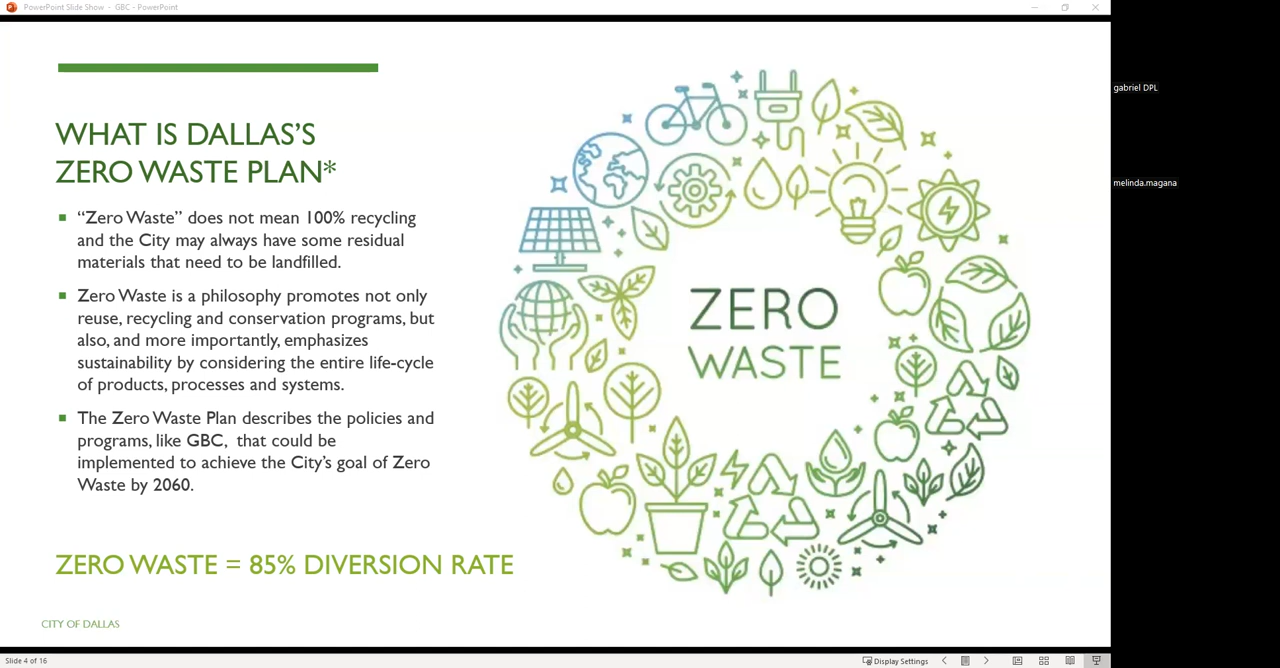 PowerPoint Slide Show - GBC - PowerPoint
gabriel DPL
melinda.magana
WHAT IS DALLAS'S
ZERO WASTE PLAN*
“Zero Waste” does not mean 100% recycling
and the City may always have some residual
materials that need to be landfilled.
Zero Waste is a philosophy promotes not only
reuse, recycling and conservation programs, but
also, and more importantly, emphasizes
sustainability by considering the entire life-cycle
of products, processes and systems.
The Zero Waste Plan describes the policies and
programs, like GBC, that could be
implemented to achieve the City's goal of Zero
Waste by 2060.
ZERO WASTE = 85% DIVERSION RATE
ZERO
WASTE
CITY OF DALLAS
Slide 4 of 16
Display Settings